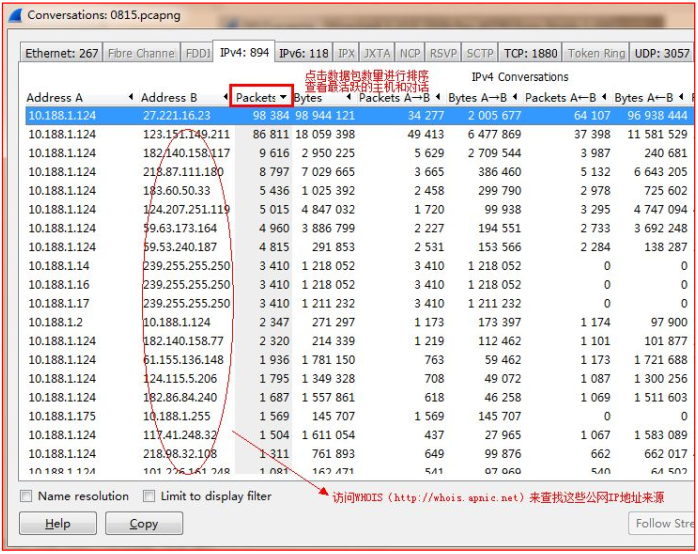 Conversations: 0815.pcapng
Ethernet: 267 Fibre Channel FDDI IPv4: 894 IPv6: 118 IPX JXTA NCP RSVP SCTP TCP: 1880 Token Ring UDP: 3057
点击数据包数量进行排序 IPv4 Conversations
查看最活跃的主机和对话
Address A Address B Packets Bytes Packets A→B Bytes A→B Packets A←B Bytes A←B
10.188.1.124 27.221.16.23 98 384 98 944 121 34 277 2 005 677 64 107 96 938 444
10.188.1.124 123.151.149.211 86 811 18 059 398 49 413 6 477 869 37 398 11 581 529
10.188.1.124 182.140.158.117 9 616 2 950 225 5 629 2 709 544 3 987 240 681
10.188.1.124 218.87.111.180 8 797 7 029 665 3 665 386 460 5 132 6 643 205
10.188.1.124 183.60.50.33 5 436 1 025 392 2 458 299 790 2 978 725 602
10.188.1.124 124.207.251.119 5 015 4 847 032 1 720 99 938 3 295 4 747 094
10.188.1.124 59.63.173.164 4 960 3 886 799 2 227 194 551 2 733 3 692 248
10.188.1.124 59.53.240.187 4 815 291 853 2 531 153 566 2 284 138 287
10.188.1.14 239.255.255.250 3 410 1 218 052 3 410 1 218 052 0 0
10.188.1.16 239.255.255.250 3 410 1 218 052 3 410 1 218 052 0 0
10.188.1.17 239.255.255.250 3 410 1 211 232 3 410 1 211 232 0 0
10.188.1.2 10.188.1.124 2 347 271 297 1 173 173 397 1 174 97 900
10.188.1.124 182.140.158.77 2 320 214 339 1 219 112 462 1 101 101 877
10.188.1.124 61.155.136.148 1 936 1 781 150 763 59 462 1 173 1 721 688
10.188.1.124 124.115.5.206 1 795 1 349 328 708 49 072 1 087 1 300 256
10.188.1.124 182.86.84.240 1 687 1 557 861 618 46 258 1 069 1 511 603
10.188.1.175 10.188.1.255 1 569 145 707 1 569 145 707 0 0
10.188.1.124 117.41.248.32 1 504 1 611 054 437 27 965 1 067 1 583 089
10.188.1.124 218.98.32.108 1 311 761 893 649 99 876 662 662 017
10.188.1.124 101.226.161.248 1 081 162 471 541 97 969 540 64 502
Name resolution Limit to display filter 访问WHOIS（http://whois.apnic.net）来查找这些公网IP地址来源
Help Copy Follow Stre